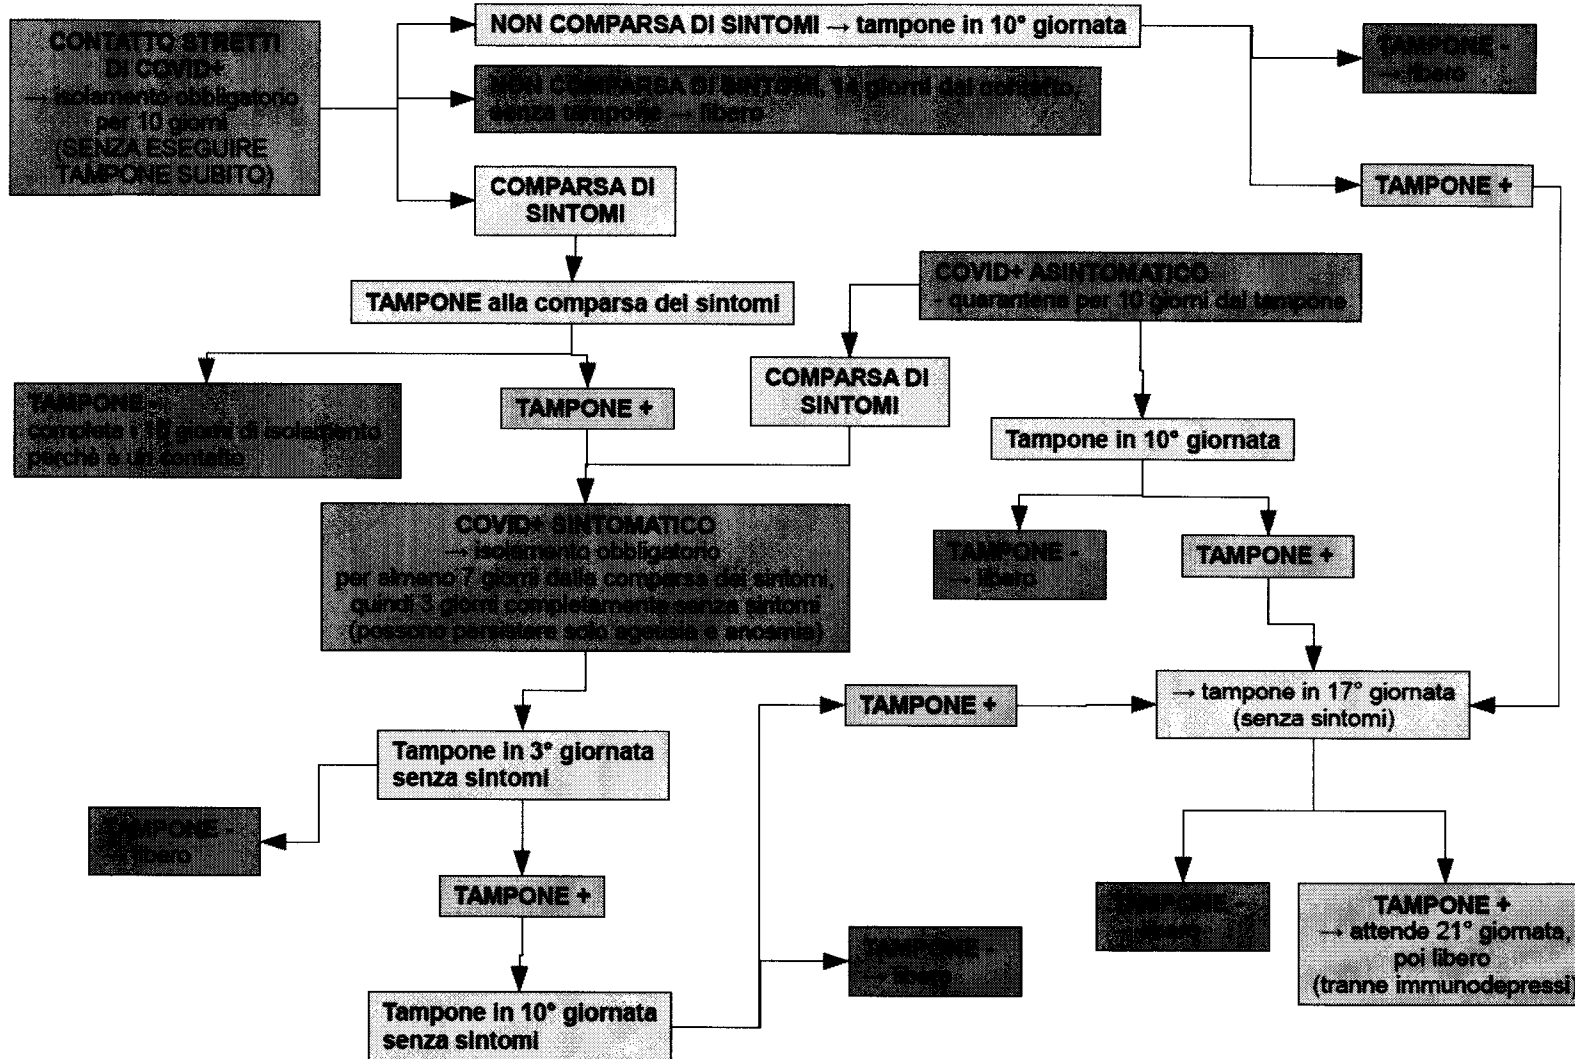 CONTATTO STRETTI
DI COVID+
→ isolamento obbligatorio
per 10 giorni
(SENZA ESEGUIRE
TAMPONE SUBITO)
NON COMPARSA DI SINTOMI → tampone in 10° giornata
NON COMPARSA DI SINTOMI, 14 giorni dal contatto,
senza tampone → libero
COMPARSA DI
SINTOMI
TAMPONE -
→ libero
TAMPONE +
TAMPONE alla comparsa dei sintomi
COVID+ ASINTOMATICO
- quarantena per 10 giorni dal tampone
TAMPONE -
completa i 10 giorni di isolamento
perchè è un contatto
TAMPONE +
COMPARSA DI
SINTOMI
Tampone in 10° giornata
COVID+ SINTOMATICO
→ isolamento obbligatorio
per almeno 7 giorni dalla comparsa dei sintomi,
quindi 3 giorni completamente senza sintomi
(possono persistere solo ageusia e anosmia)
TAMPONE -
→ libero
TAMPONE +
Tampone in 3° giornata
senza sintomi
TAMPONE +
→ tampone in 17° giornata
(senza sintomi)
TAMPONE -
→ libero
TAMPONE +
TAMPONE -
→ libero
TAMPONE -
→ libero
TAMPONE +
→ attende 21° giornata,
poi libero
(tranne immunodepressi)
Tampone in 10° giornata
senza sintomi